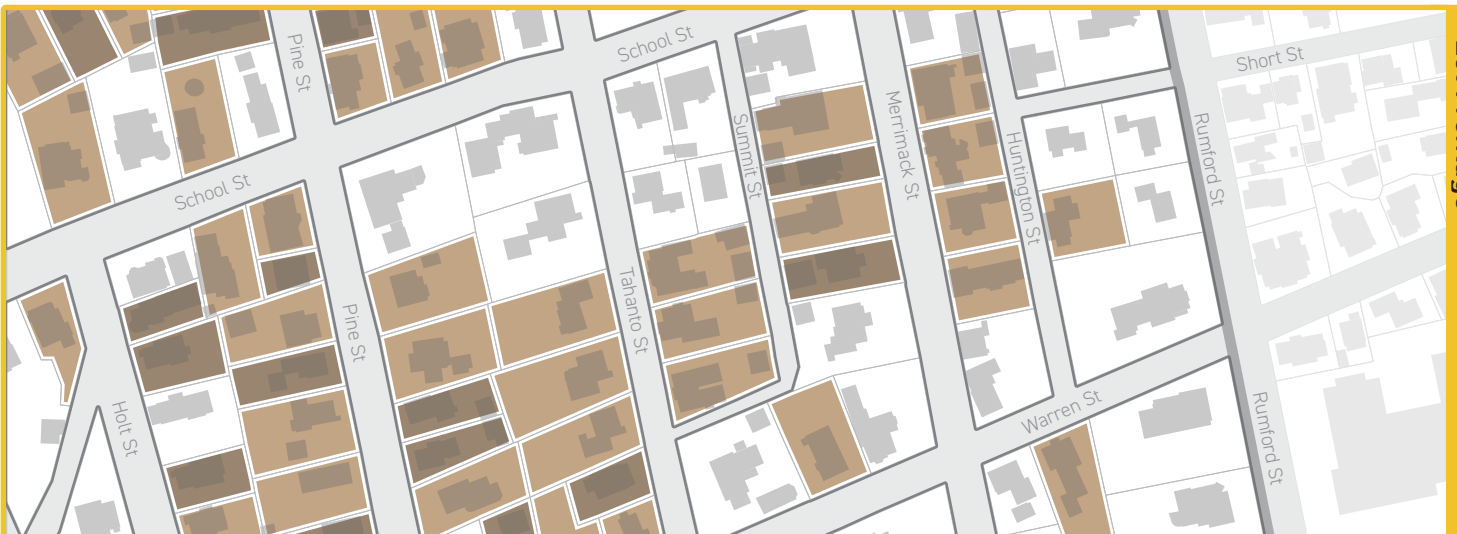 School St
Short St
Pine St
Merrimack St
Summit St
Rumford St
Huntington St
School St
Tahanto St
Pine St
Holt St
Warren St
Rumford St